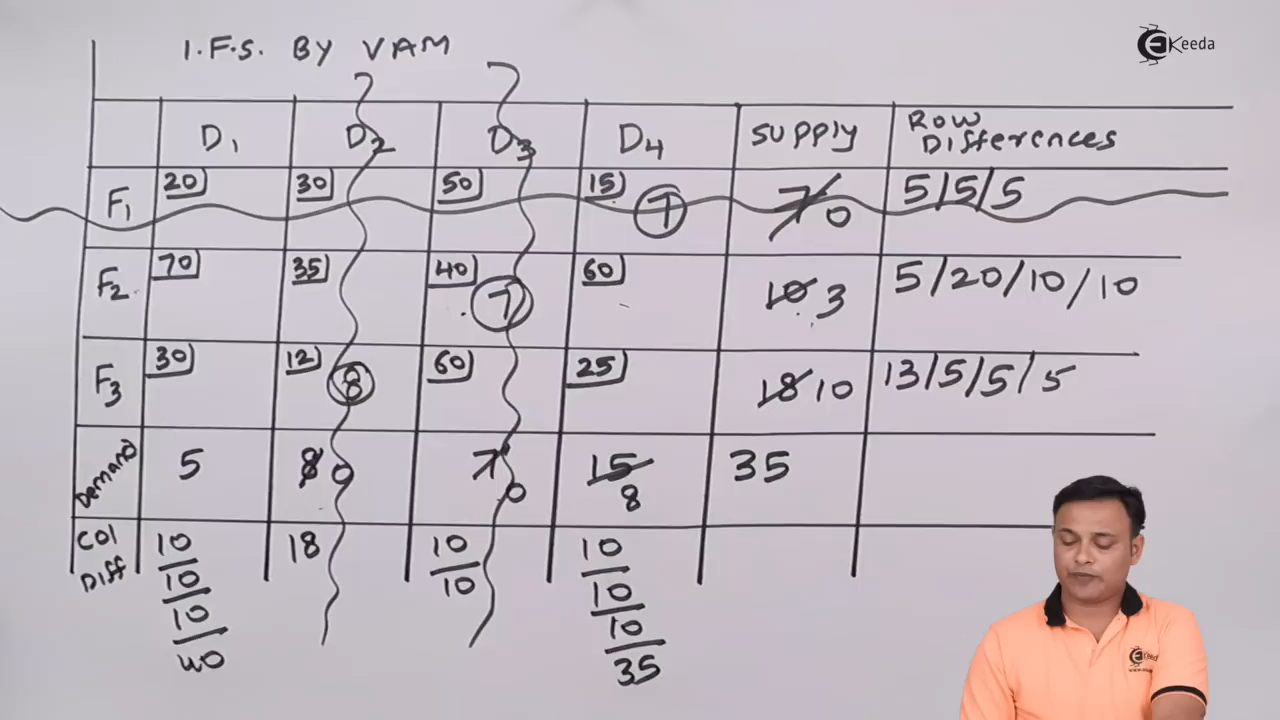 I.F.S. BY VAM
EKeeda
D1 D2 D3 D4 SUPPLY ROW DIFFERENCES
F1 20 30 50 15 7 7 0 5/5/5
F2 70 35 40 7 60 10 3 5/20/10/10
F3 30 12 8 60 25 18 10 13/5/5/5
Demand 5 8 0 7 0 15 8 35
COl DIFF 10 18 10 10
10 10 10
10 10
40 35
EKeeda